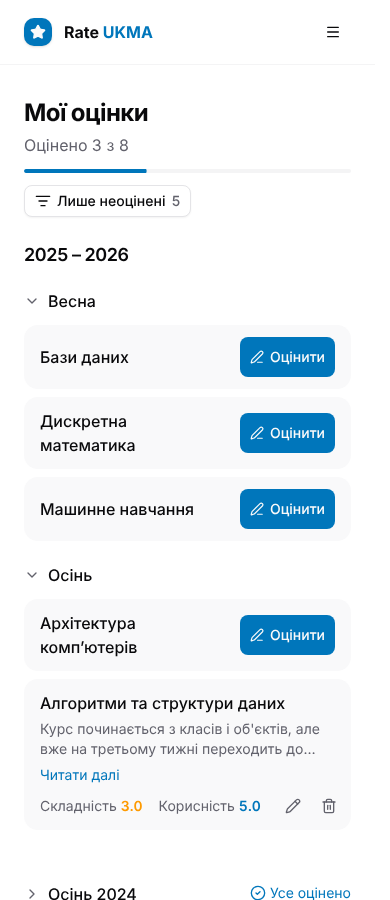 Rate UKMA
Мої оцінки
Оцінено 3 з 8
Лише неоцінені 5
2025 – 2026
Весна
Бази даних
Оцінити
Дискретна
математика
Оцінити
Машинне навчання
Оцінити
Осінь
Архітектура
комп’ютерів
Оцінити
Алгоритми та структури даних
Курс починається з класів і об'єктів, але
вже на третьому тижні переходить до...
Читати далі
Складність 3.0 Корисність 5.0
Осінь 2024
Усе оцінено